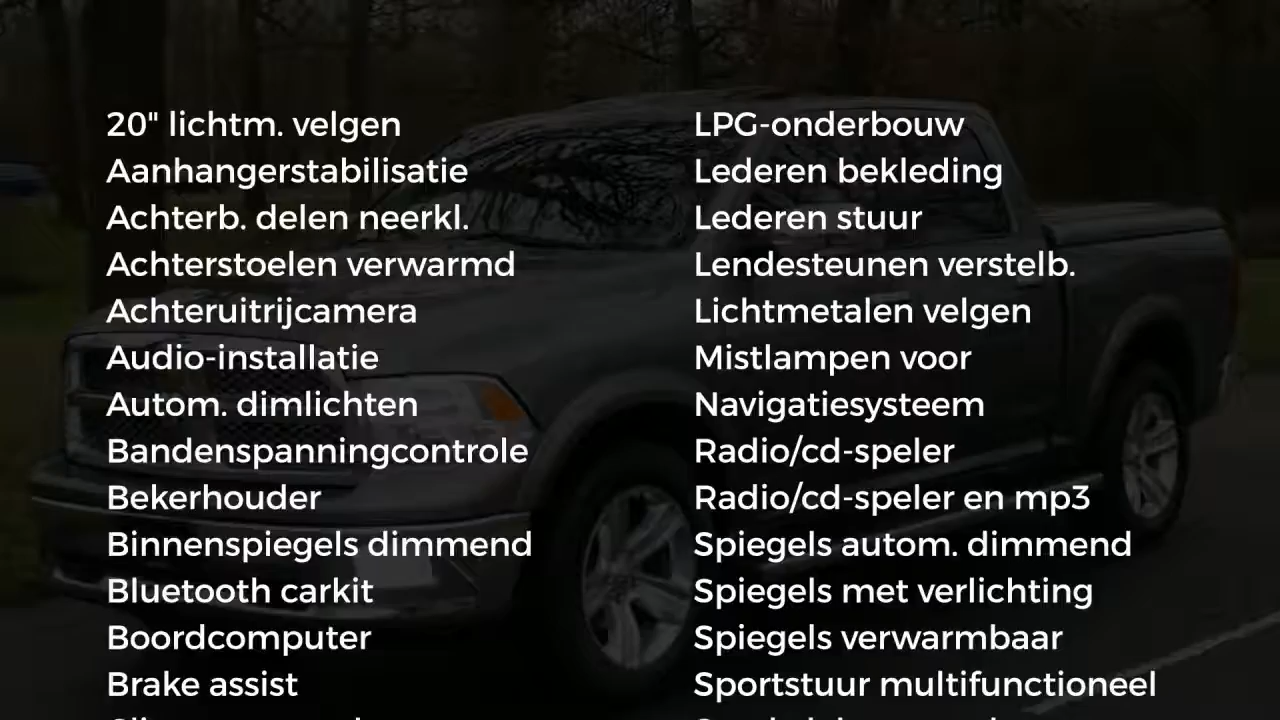 20" lichtm. velgen
Aanhangerstabilisatie
Achterb. delen neerkl.
Achterstoelen verwarmd
Achteruitrijcamera
Audio-installatie
Autom. dimlichten
Bandenspanningcontrole
Bekerhouder
Binnenspiegels dimmend
Bluetooth carkit
Boordcomputer
Brake assist
LPG-onderbouw
Lederen bekleding
Lederen stuur
Lendesteunen verstelb.
Lichtmetalen velgen
Mistlampen voor
Navigatiesysteem
Radio/cd-speler
Radio/cd-speler en mp3
Spiegels autom. dimmend
Spiegels met verlichting
Spiegels verwarmbaar
Sportstuur multifunctioneel